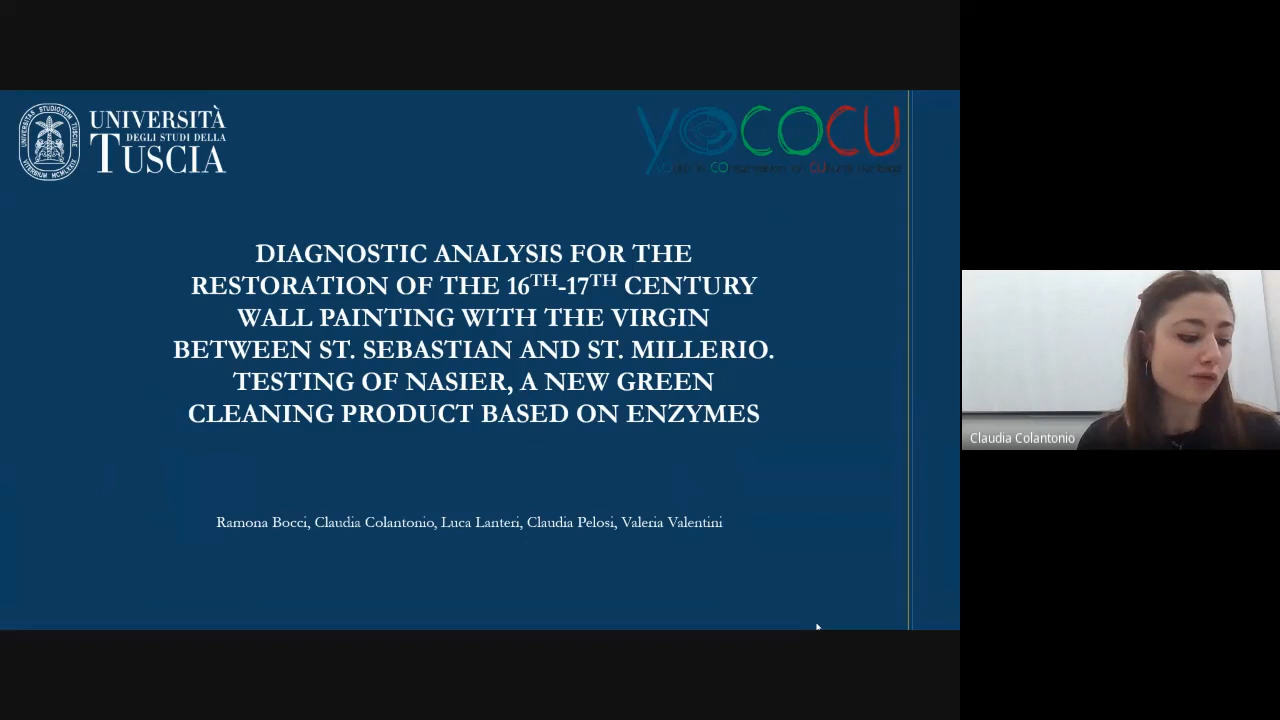 UNIVERSITÀ
DEGLI STUDI DELLA
TUSCIA
yococu
DIAGNOSTIC ANALYSIS FOR THE
RESTORATION OF THE 16TH-17TH CENTURY
WALL PAINTING WITH THE VIRGIN
BETWEEN ST. SEBASTIAN AND ST. MILLERIO.
TESTING OF NASIER, A NEW GREEN
CLEANING PRODUCT BASED ON ENZYMES
Ramona Bocci, Claudia Colantonio, Luca Lanteri, Claudia Pelosi, Valeria Valentini
Claudia Colantonio